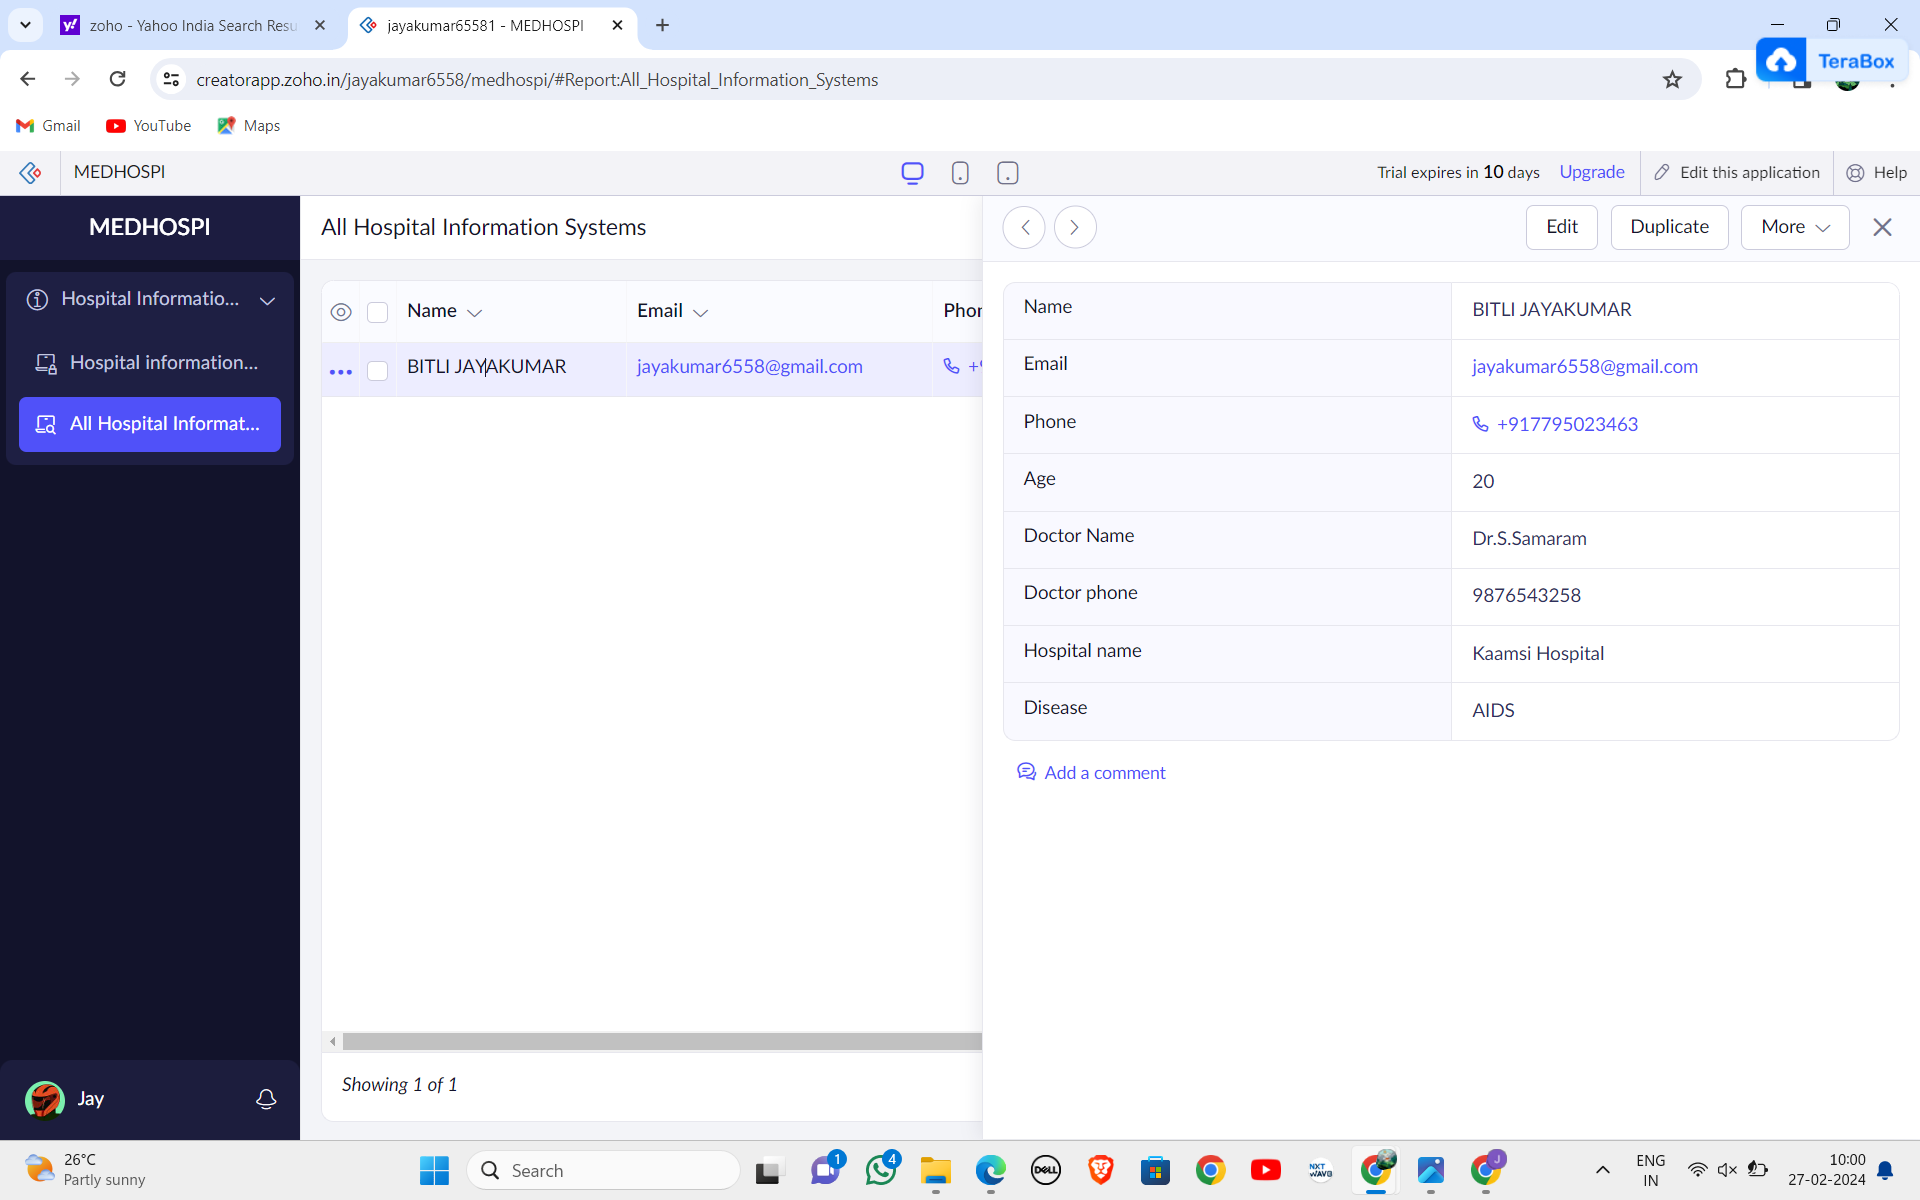 zoho - Yahoo India Search Resu
jayakumar65581 - MEDHOSPI
creatorapp.zoho.in/jayakumar6558/medhospi/#Report:All_Hospital_Information_Systems
TeraBox
Gmail YouTube Maps
MEDHOSPI
Trial expires in 10 days Upgrade Edit this application Help
MEDHOSPI
Hospital Informatio...
Hospital information...
All Hospital Informat...
All Hospital Information Systems
Name Email Phor
BITLI JAYAKUMAR jayakumar6558@gmail.com +9
Showing 1 of 1
Edit Duplicate More
Name BITLI JAYAKUMAR
Email jayakumar6558@gmail.com
Phone +917795023463
Age 20
Doctor Name Dr.S.Samaram
Doctor phone 9876543258
Hospital name Kaamsi Hospital
Disease AIDS
Add a comment
Jay
26°C
Partly sunny
Search
1
4
DELL
NXT
WAVE
J
ENG
IN
10:00
27-02-2024